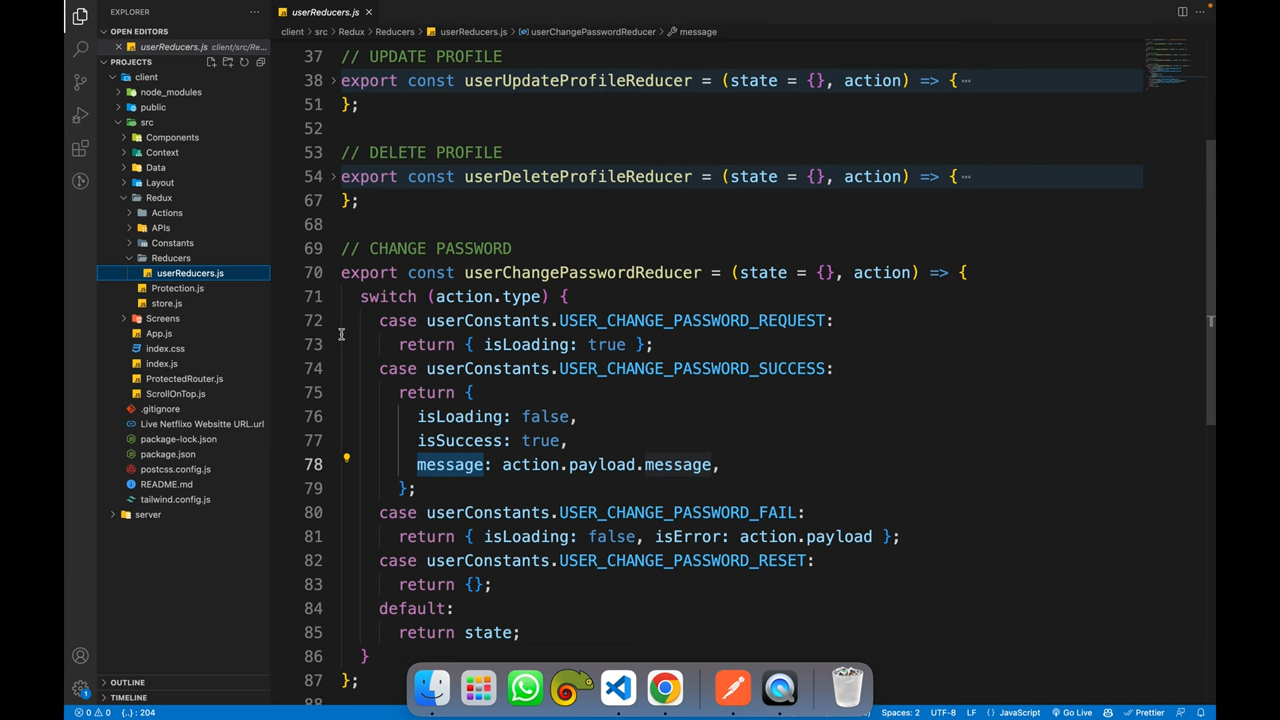 EXPLORER
userReducers.js
OPEN EDITORS
userReducers.js client/src/Re...
client > src > Redux > Reducers > userReducers.js > userChangePasswordReducer > message
PROJECTS
client
node_modules
public
src
Components
Context
Data
Layout
Redux
Actions
APIs
Constants
Reducers
userReducers.js
Protection.js
store.js
Screens
App.js
index.css
index.js
ProtectedRouter.js
ScrollOnTop.js
.gitignore
Live Netflixo Websitte URL.url
package-lock.json
package.json
postcss.config.js
README.md
tailwind.config.js
server
OUTLINE
TIMELINE
37 // UPDATE PROFILE
38 export const userUpdateProfileReducer = (state = {}, action) => {
51 };
52
53 // DELETE PROFILE
54 export const userDeleteProfileReducer = (state = {}, action) => {
67 };
68
69 // CHANGE PASSWORD
70 export const userChangePasswordReducer = (state = {}, action) => {
71 switch (action.type) {
72 case userConstants.USER_CHANGE_PASSWORD_REQUEST:
73 return { isLoading: true };
74 case userConstants.USER_CHANGE_PASSWORD_SUCCESS:
75 return {
76 isLoading: false,
77 isSuccess: true,
78 message: action.payload.message,
79 };
80 case userConstants.USER_CHANGE_PASSWORD_FAIL:
81 return { isLoading: false, isError: action.payload };
82 case userConstants.USER_CHANGE_PASSWORD_RESET:
83 return {};
84 default:
85 return state;
86 }
87 };
88
0 0 {..} : 204 Spaces: 2 UTF-8 LF {} JavaScript Go Live Prettier